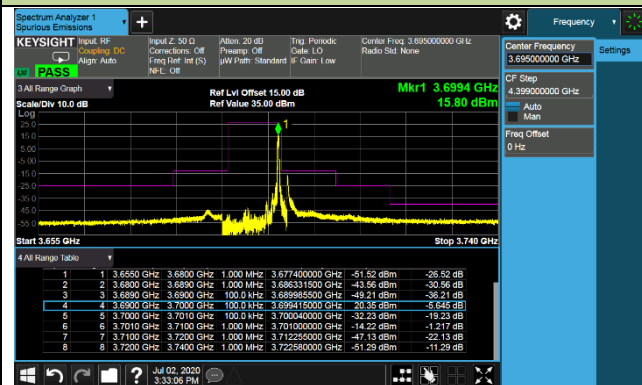 Spectrum Analyzer 1
Spurious Emissions
Frequency
KEYSIGHT
Input: RF
Coupling: DC
Align: Auto
Input Z: 50 Ω
Corrections: Off
Freq Ref: Int (S)
NFE: Off
Atten: 20 dB
Preamp: Off
µW Path: Standard
Trig: Periodic
Gate: LO
IF Gain: Low
Center Freq: 3.695000000 GHz
Radio Std: None
PASS
Center Frequency
3.695000000 GHz
Settings
CF Step
4.399000000 GHz
Auto
Man
Freq Offset
0 Hz
3 All Range Graph
Scale/Div 10.0 dB
Ref Lvl Offset 15.00 dB
Ref Value 35.00 dBm
Mkr1 3.6994 GHz
15.80 dBm
Log
25.0
15.0
5.00
-5.00
-15.0
-25.0
-35.0
-45.0
-55.0
1
Start 3.655 GHz
Stop 3.740 GHz
4 All Range Table
1 1 3.6550 GHz 3.6800 GHz 1.000 MHz 3.677400000 GHz -51.52 dBm -26.52 dB
2 2 3.6800 GHz 3.6890 GHz 1.000 MHz 3.686331500 GHz -43.56 dBm -30.56 dB
3 3 3.6890 GHz 3.6900 GHz 100.0 kHz 3.689985500 GHz -49.21 dBm -36.21 dB
4 4 3.6900 GHz 3.7000 GHz 100.0 kHz 3.699415000 GHz 20.35 dBm -5.645 dB
5 5 3.7000 GHz 3.7010 GHz 100.0 kHz 3.700040000 GHz -32.23 dBm -19.23 dB
6 6 3.7010 GHz 3.7100 GHz 1.000 MHz 3.701000000 GHz -14.22 dBm -1.217 dB
7 7 3.7100 GHz 3.7200 GHz 1.000 MHz 3.712255000 GHz -47.13 dBm -22.13 dB
8 8 3.7200 GHz 3.7400 GHz 1.000 MHz 3.722580000 GHz -51.29 dBm -11.29 dB
Jul 02, 2020
3:33:06 PM